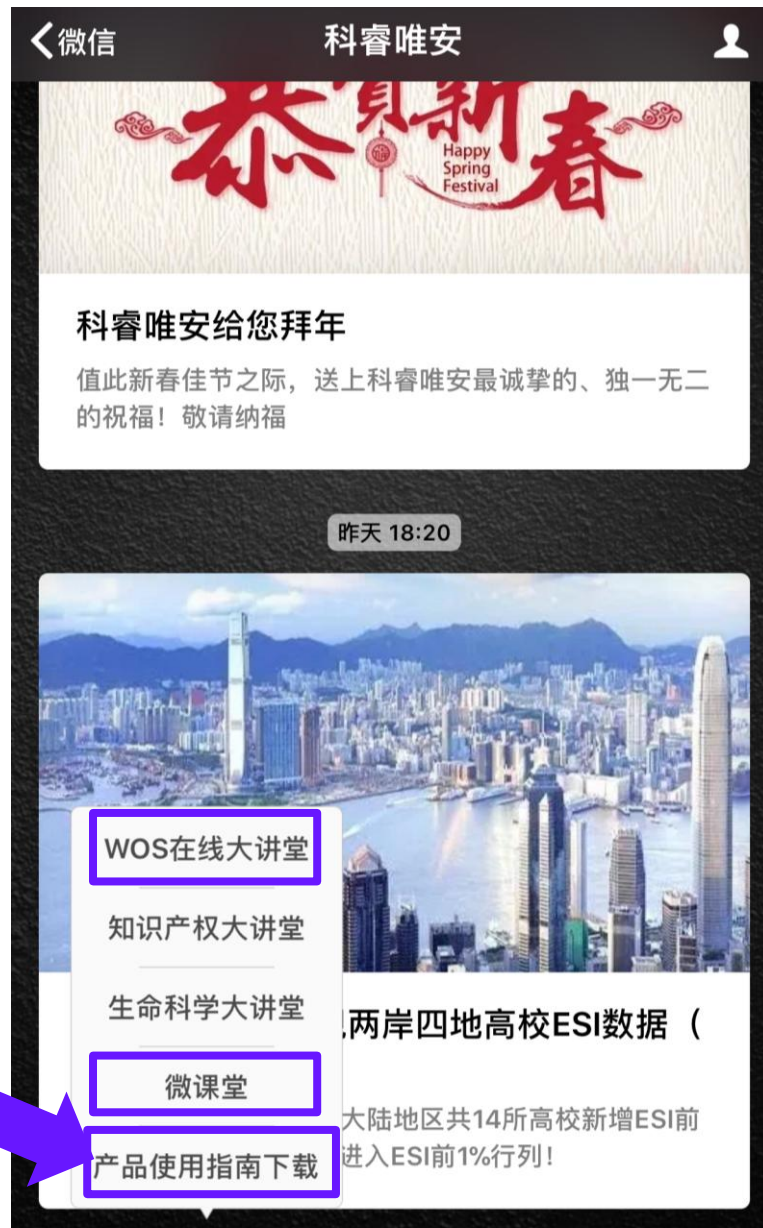 微信
科睿唯安
恭贺新春
Happy
Spring
Festival
科睿唯安给您拜年
值此新春佳节之际，送上科睿唯安最诚挚的、独一无二
的祝福！敬请纳福
昨天 18:20
WOS在线大讲堂
知识产权大讲堂
生命科学大讲堂
微课堂
产品使用指南下载
两岸四地高校ESI数据（
大陆地区共14所高校新增ESI前
进入ESI前1%行列！